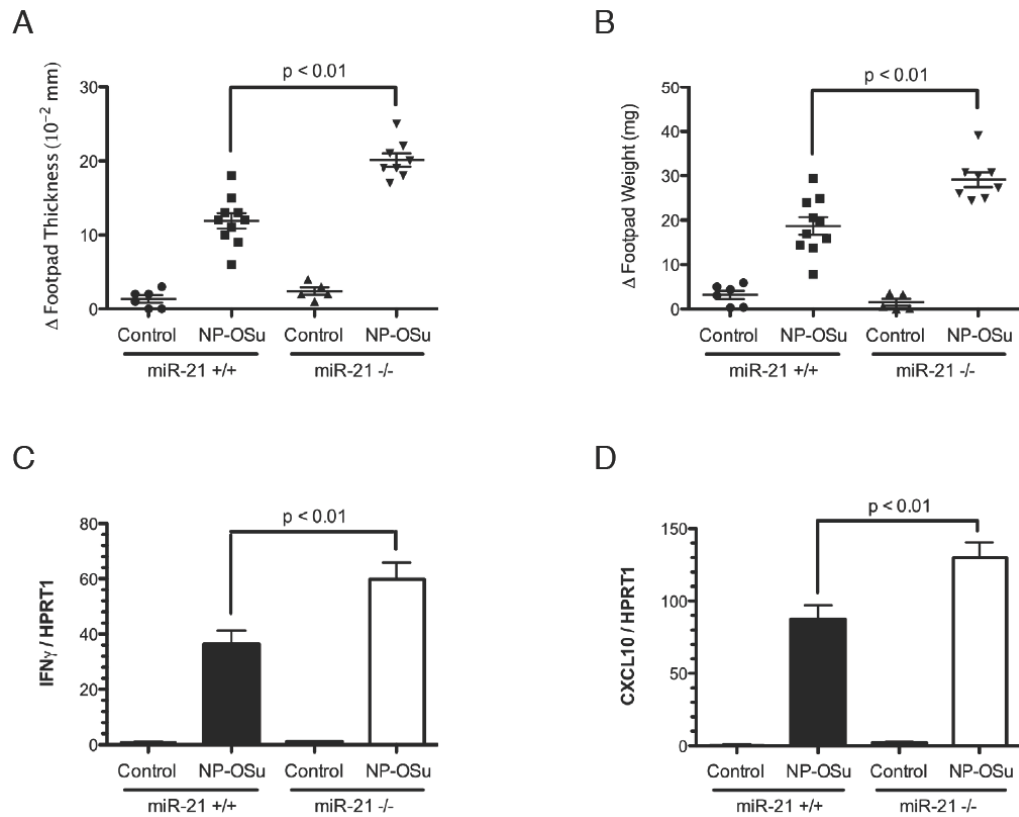 A
Δ Footpad Thickness (10⁻² mm)
p < 0.01
30
20
10
0
Control NP-OSu Control NP-OSu
miR-21 +/+ miR-21 -/-
B
Δ Footpad Weight (mg)
p < 0.01
50
40
30
20
10
0
Control NP-OSu Control NP-OSu
miR-21 +/+ miR-21 -/-
C
IFNγ / HPRT1
p < 0.01
80
60
40
20
0
Control NP-OSu Control NP-OSu
miR-21 +/+ miR-21 -/-
D
CXCL10 / HPRT1
p < 0.01
150
100
50
0
Control NP-OSu Control NP-OSu
miR-21 +/+ miR-21 -/-